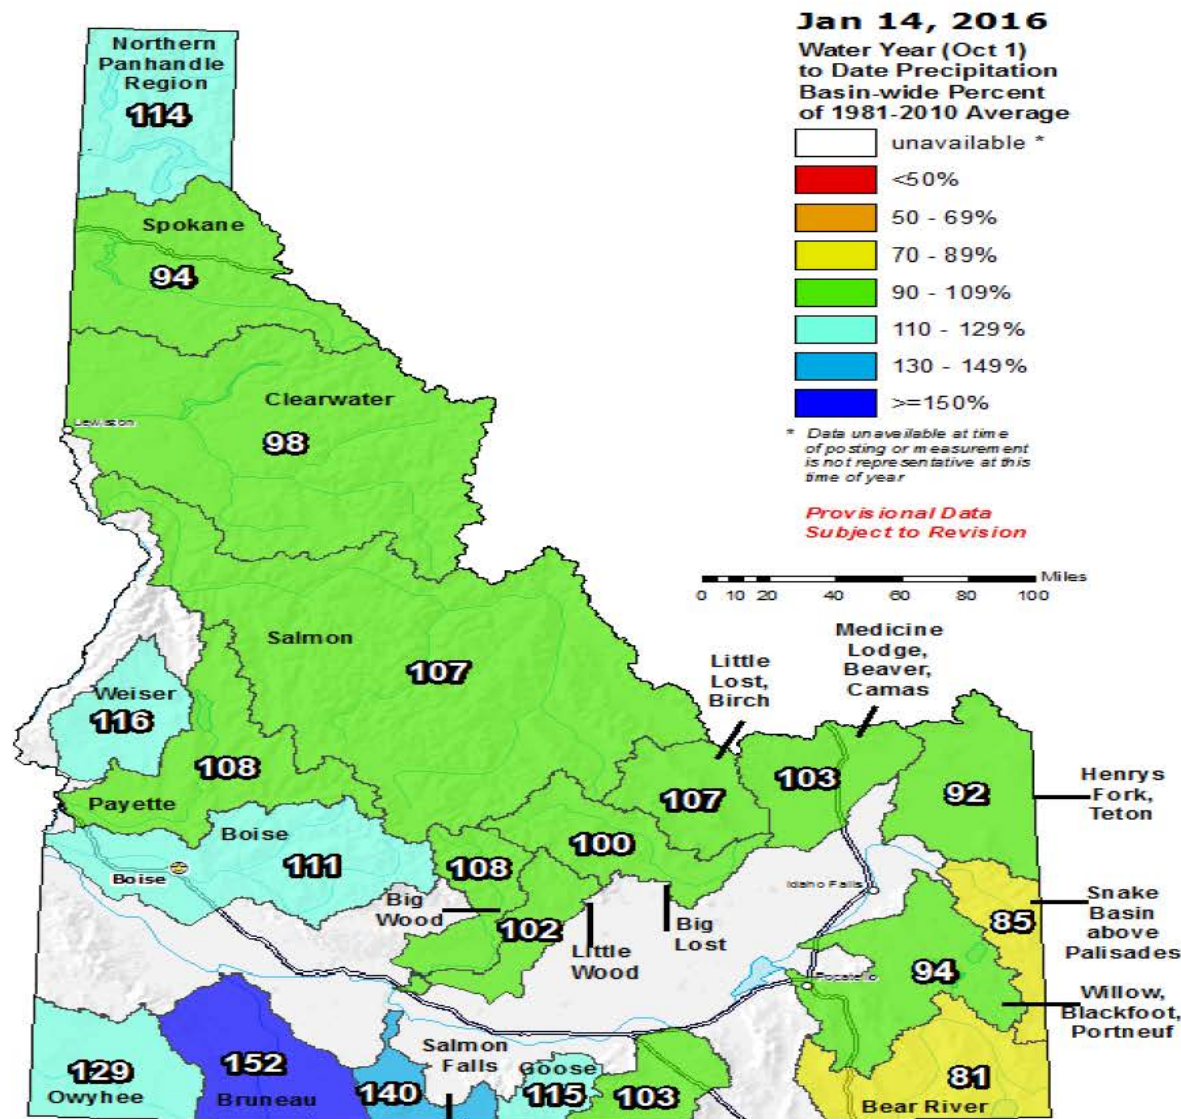 Jan 14, 2016
Water Year (Oct 1)
to Date Precipitation
Basin-wide Percent
of 1981-2010 Average
unavailable *
<50%
50 - 69%
70 - 89%
90 - 109%
110 - 129%
130 - 149%
>=150%
* Data unavailable at time
of posting or measurement
is not representative at this
time of year
Provisional Data
Subject to Revision
Miles
0 10 20 40 60 80 100
Northern
Panhandle
Region
114
Spokane
94
Clearwater
98
Lewiston
Salmon
107
Weiser
116
108
Payette
Boise
111
Boise
Little
Lost,
Birch
107
Medicine
Lodge,
Beaver,
Camas
103
92
Henrys
Fork,
Teton
100
108
Big
Wood
102
Little
Wood
Big
Lost
Idaho Falls
85
Snake
Basin
above
Palisades
94
Pocatello
Willow,
Blackfoot,
Portneuf
129
Owyhee
152
Bruneau
140
Salmon
Falls
Goose
115
103
81
Bear River